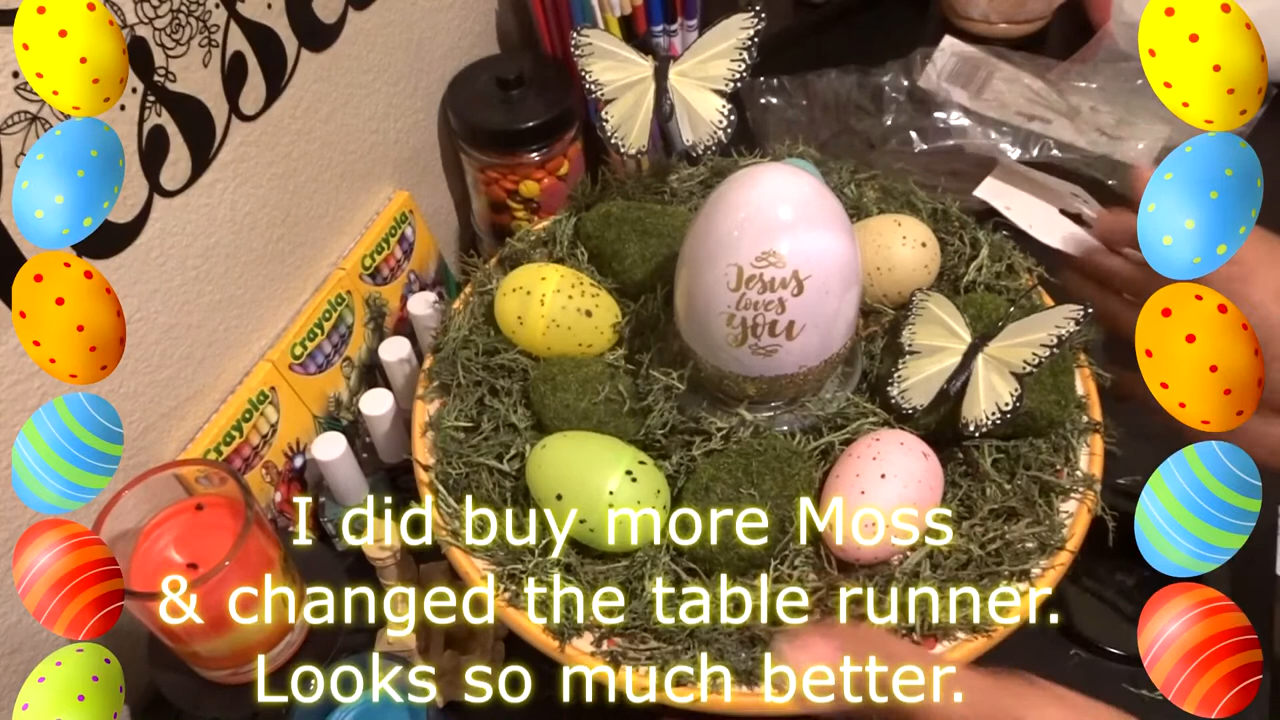 Crayola
Crayola
Crayola
Jesus
loves
you
I did buy more Moss
& changed the table runner.
Looks so much better.